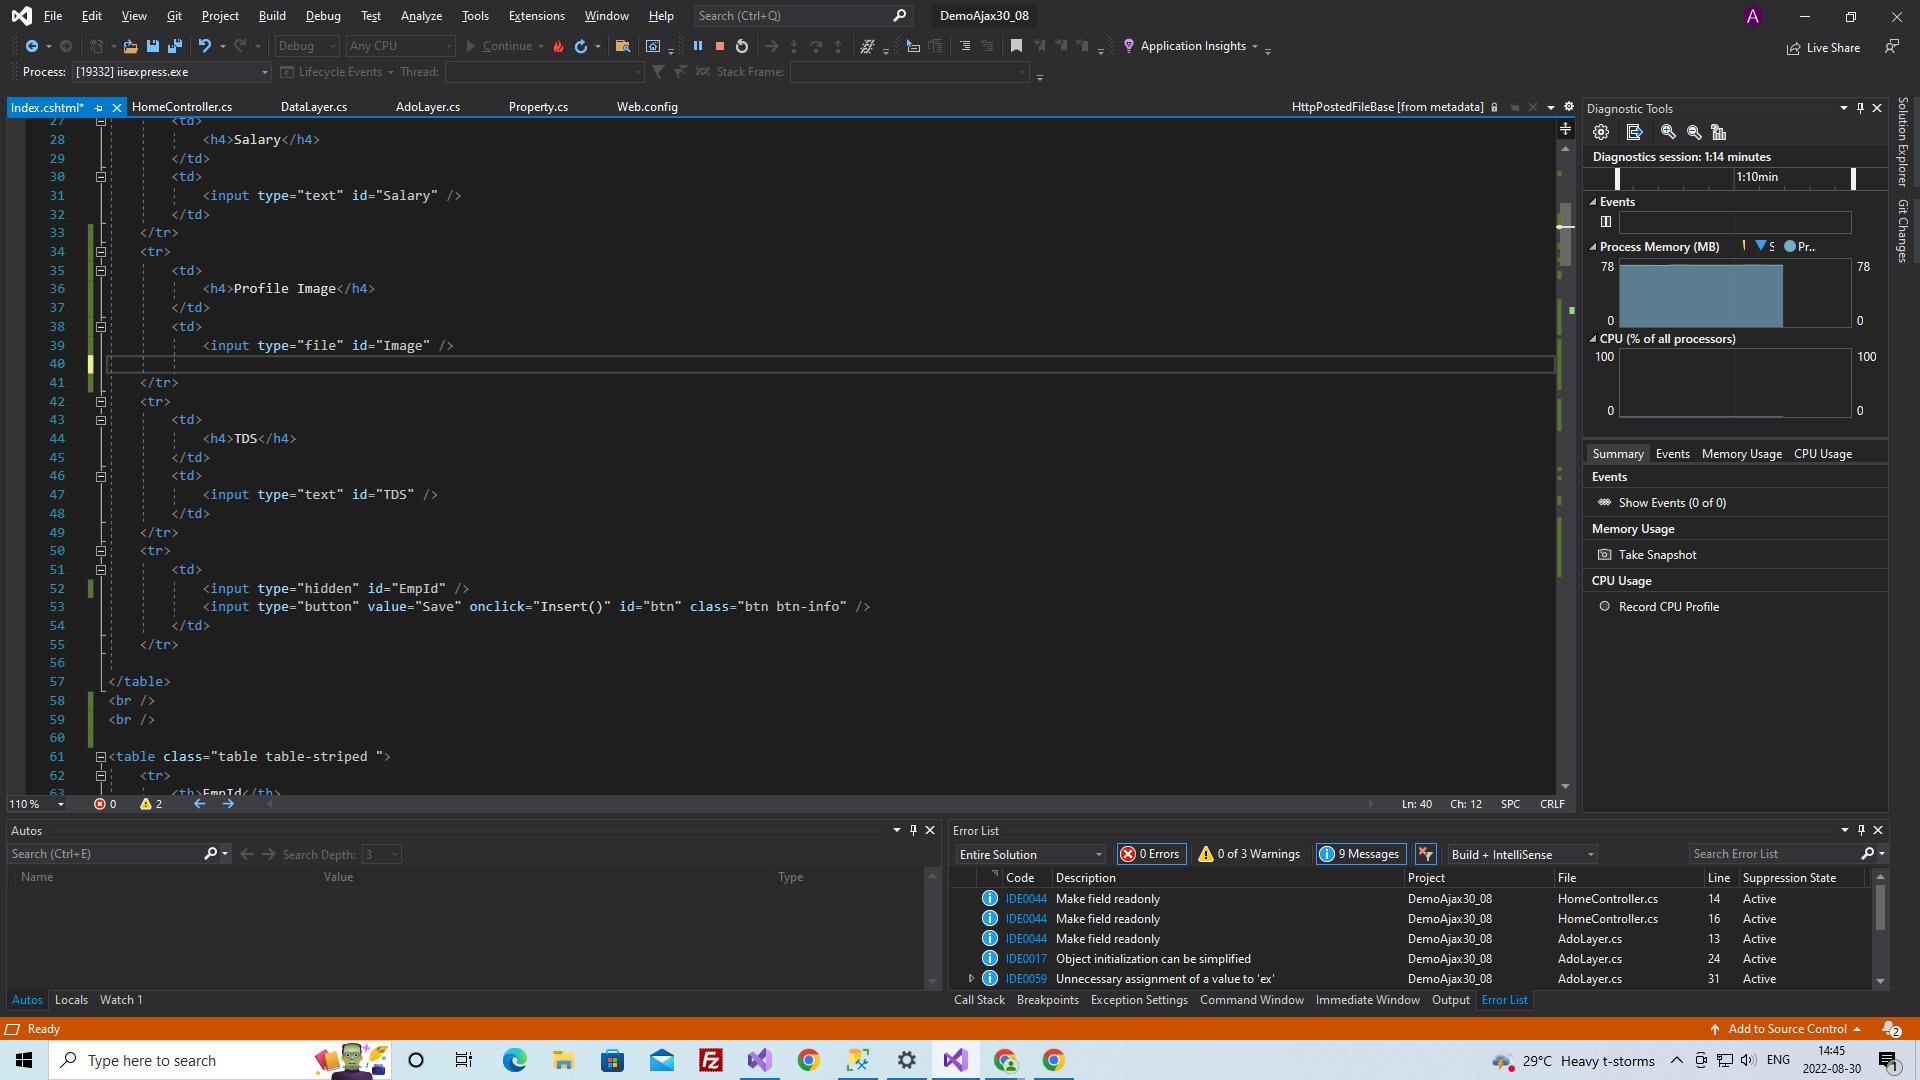 File Edit View Git Project Build Debug Test Analyze Tools Extensions Window Help Search (Ctrl+Q) DemoAjax30_08 A
Debug Any CPU Continue Application Insights Live Share
Process: [19332] iisexpress.exe Lifecycle Events Thread: Stack Frame:
Index.cshtml* HomeController.cs DataLayer.cs AdoLayer.cs Property.cs Web.config HttpPostedFileBase [from metadata]
27 <td>
28 <h4>Salary</h4>
29 </td>
30 <td>
31 <input type="text" id="Salary" />
32 </td>
33 </tr>
34 <tr>
35 <td>
36 <h4>Profile Image</h4>
37 </td>
38 <td>
39 <input type="file" id="Image" />
40
41 </tr>
42 <tr>
43 <td>
44 <h4>TDS</h4>
45 </td>
46 <td>
47 <input type="text" id="TDS" />
48 </td>
49 </tr>
50 <tr>
51 <td>
52 <input type="hidden" id="EmpId" />
53 <input type="button" value="Save" onclick="Insert()" id="btn" class="btn btn-info" />
54 </td>
55 </tr>
56
57 </table>
58 <br />
59 <br />
60
61 <table class="table table-striped ">
62 <tr>
63 <th>EmpId</th>
110 % 0 2 Ln: 40 Ch: 12 SPC CRLF
Diagnostic Tools
Diagnostics session: 1:14 minutes
1:10min
Events
Process Memory (MB) S Pr...
78 78
0 0
CPU (% of all processors)
100 100
0 0
Summary Events Memory Usage CPU Usage
Events
Show Events (0 of 0)
Memory Usage
Take Snapshot
CPU Usage
Record CPU Profile
Solution Explorer
Git Changes
Autos
Search (Ctrl+E) Search Depth: 3
Name Value Type
Autos Locals Watch 1
Error List
Entire Solution 0 Errors 0 of 3 Warnings 9 Messages Build + IntelliSense Search Error List
Code Description Project File Line Suppression State
IDE0044 Make field readonly DemoAjax30_08 HomeController.cs 14 Active
IDE0044 Make field readonly DemoAjax30_08 HomeController.cs 16 Active
IDE0044 Make field readonly DemoAjax30_08 AdoLayer.cs 13 Active
IDE0017 Object initialization can be simplified DemoAjax30_08 AdoLayer.cs 24 Active
IDE0059 Unnecessary assignment of a value to 'ex' DemoAjax30_08 AdoLayer.cs 31 Active
Call Stack Breakpoints Exception Settings Command Window Immediate Window Output Error List
Ready Add to Source Control 2
Type here to search 29°C Heavy t-storms ENG 14:45
2022-08-30 1